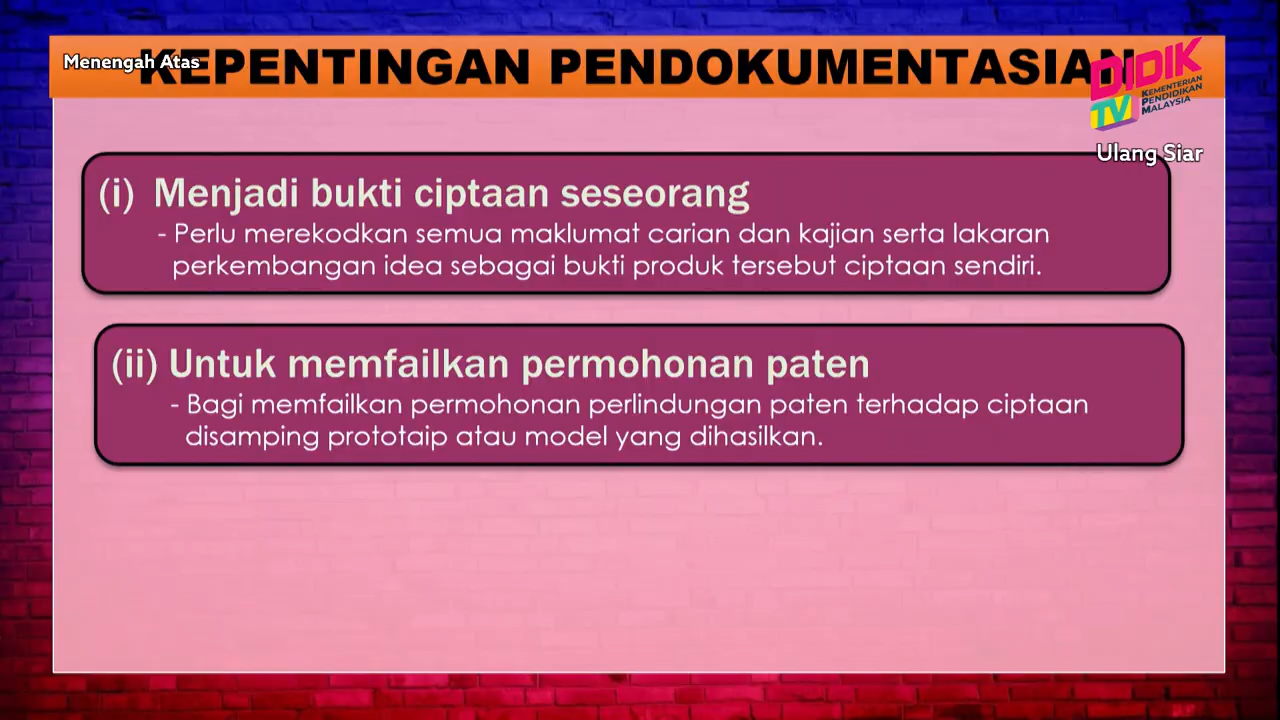 Menengah Atas
KEPENTINGAN PENDOKUMENTASIAN
DIDIK
TV
KEMENTERIAN
PENDIDIKAN
MALAYSIA
Ulang Siar
(i) Menjadi bukti ciptaan seseorang
- Perlu merekodkan semua maklumat carian dan kajian serta lakaran
perkembangan idea sebagai bukti produk tersebut ciptaan sendiri.
(ii) Untuk memfailkan permohonan paten
- Bagi memfailkan permohonan perlindungan paten terhadap ciptaan
disamping prototaip atau model yang dihasilkan.